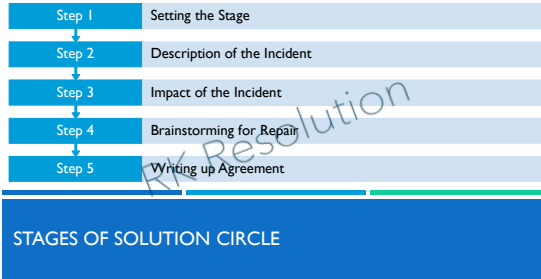 Step 1 Setting the Stage
Step 2 Description of the Incident
Step 3 Impact of the Incident
Step 4 Brainstorming for Repair
Step 5 Writing up Agreement
RK Resolution
STAGES OF SOLUTION CIRCLE